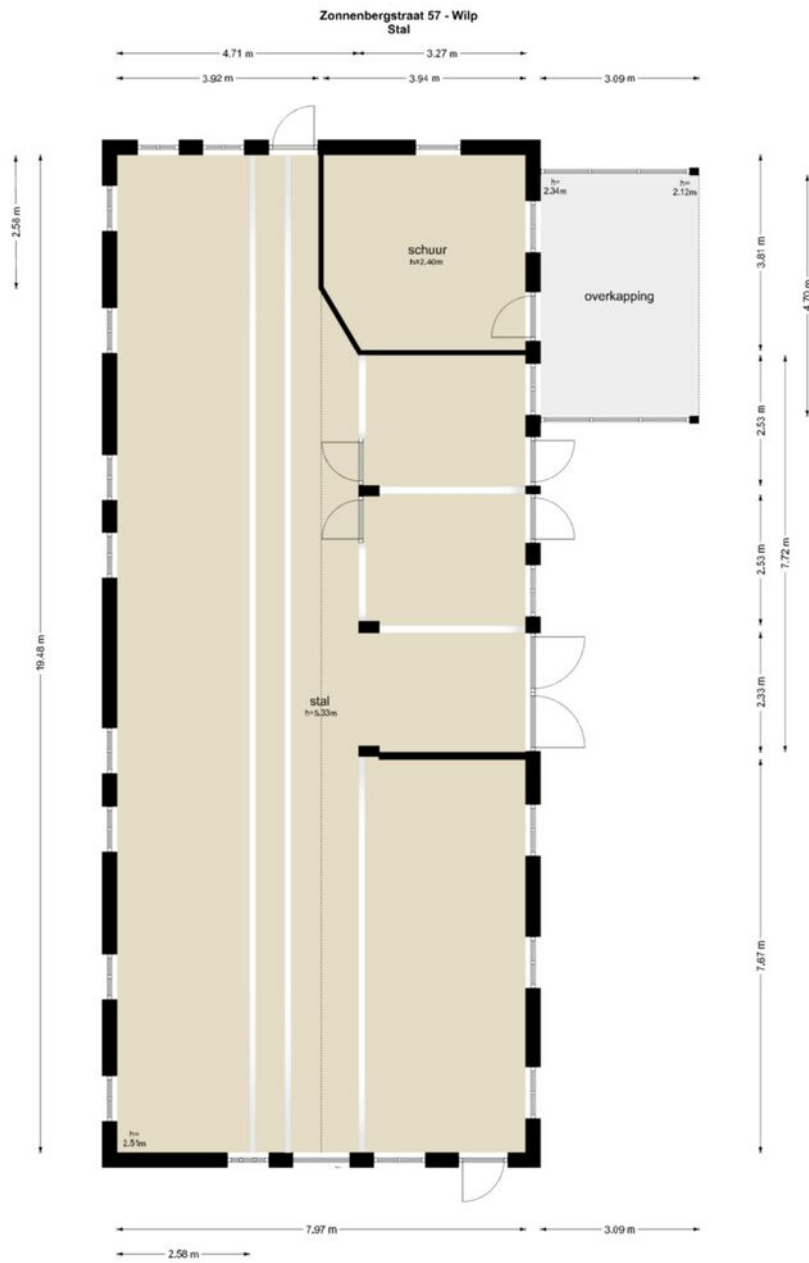 Zonnenbergstraat 57 - Wilp
Stal
4.71 m
3.27 m
3.92 m
3.94 m
3.09 m
h=
2.34m
h=
2.12m
2.58 m
schuur
h=2.40m
3.81 m
4.70 m
overkapping
2.53 m
2.53 m
7.72 m
19.48 m
2.33 m
stal
h=5.33m
7.67 m
h=
2.51m
7.97 m
3.09 m
2.58 m